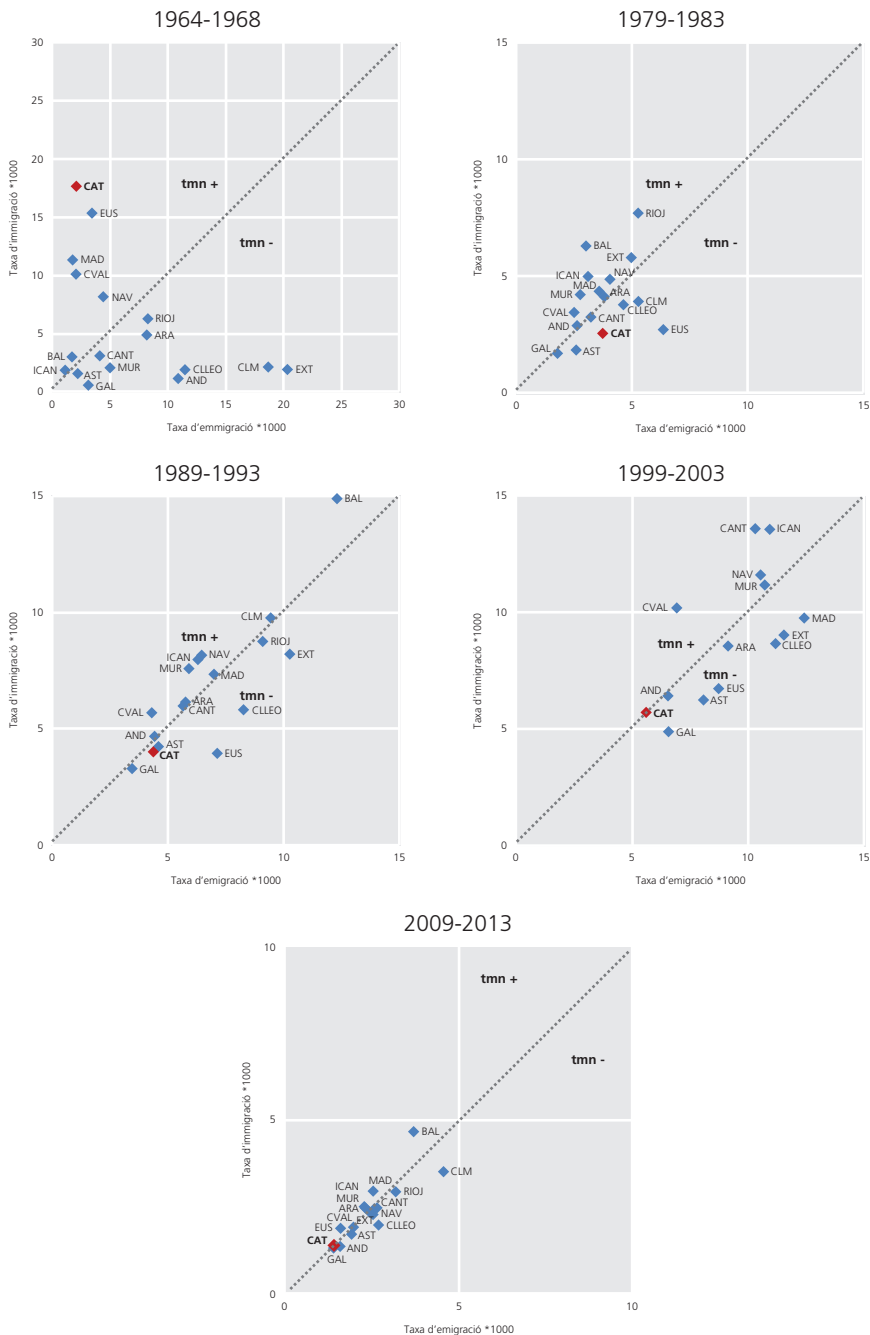 1964-1968
30
25
20
15
10
5
0
Taxa d'immigració *1000
tmn +
tmn -
CAT
EUS
MAD
CVAL
NAV
RIOJ
ARA
BAL
CANT
ICAN
AST
MUR
GAL
CLLEO
AND
CLM
EXT
0
5
10
15
20
25
30
Taxa d'emmigració *1000
1979-1983
15
10
5
0
Taxa d'immigració *1000
tmn +
RIOJ
tmn -
BAL
EXT
ICAN
NAV
MAD
MUR
ARA
CLM
CVAL
CLLEO
CANT
AND
CAT
EUS
GAL
AST
0
5
10
15
Taxa d'emigració *1000
1989-1993
15
10
5
0
Taxa d'immigració *1000
BAL
CLM
tmn +
RIOJ
ICAN
NAV
EXT
MUR
MAD
tmn -
ARA
CVAL
CANT
CLLEO
AND
AST
CAT
EUS
GAL
0
5
10
15
Taxa d'emigració *1000
1999-2003
15
10
5
0
Taxa d'immigració *1000
CANT
ICAN
NAV
MUR
CVAL
MAD
EXT
tmn +
ARA
CLLEO
tmn -
AND
EUS
AST
CAT
GAL
0
5
10
15
Taxa d'emigració *1000
2009-2013
10
5
0
Taxa d'immigració *1000
tmn +
tmn -
BAL
CLM
MAD
ICAN
RIOJ
MUR
CANT
ARA
NAV
CVAL
EXT
CLLEO
EUS
AST
CAT
AND
GAL
0
5
10
Taxa d'emigració *1000